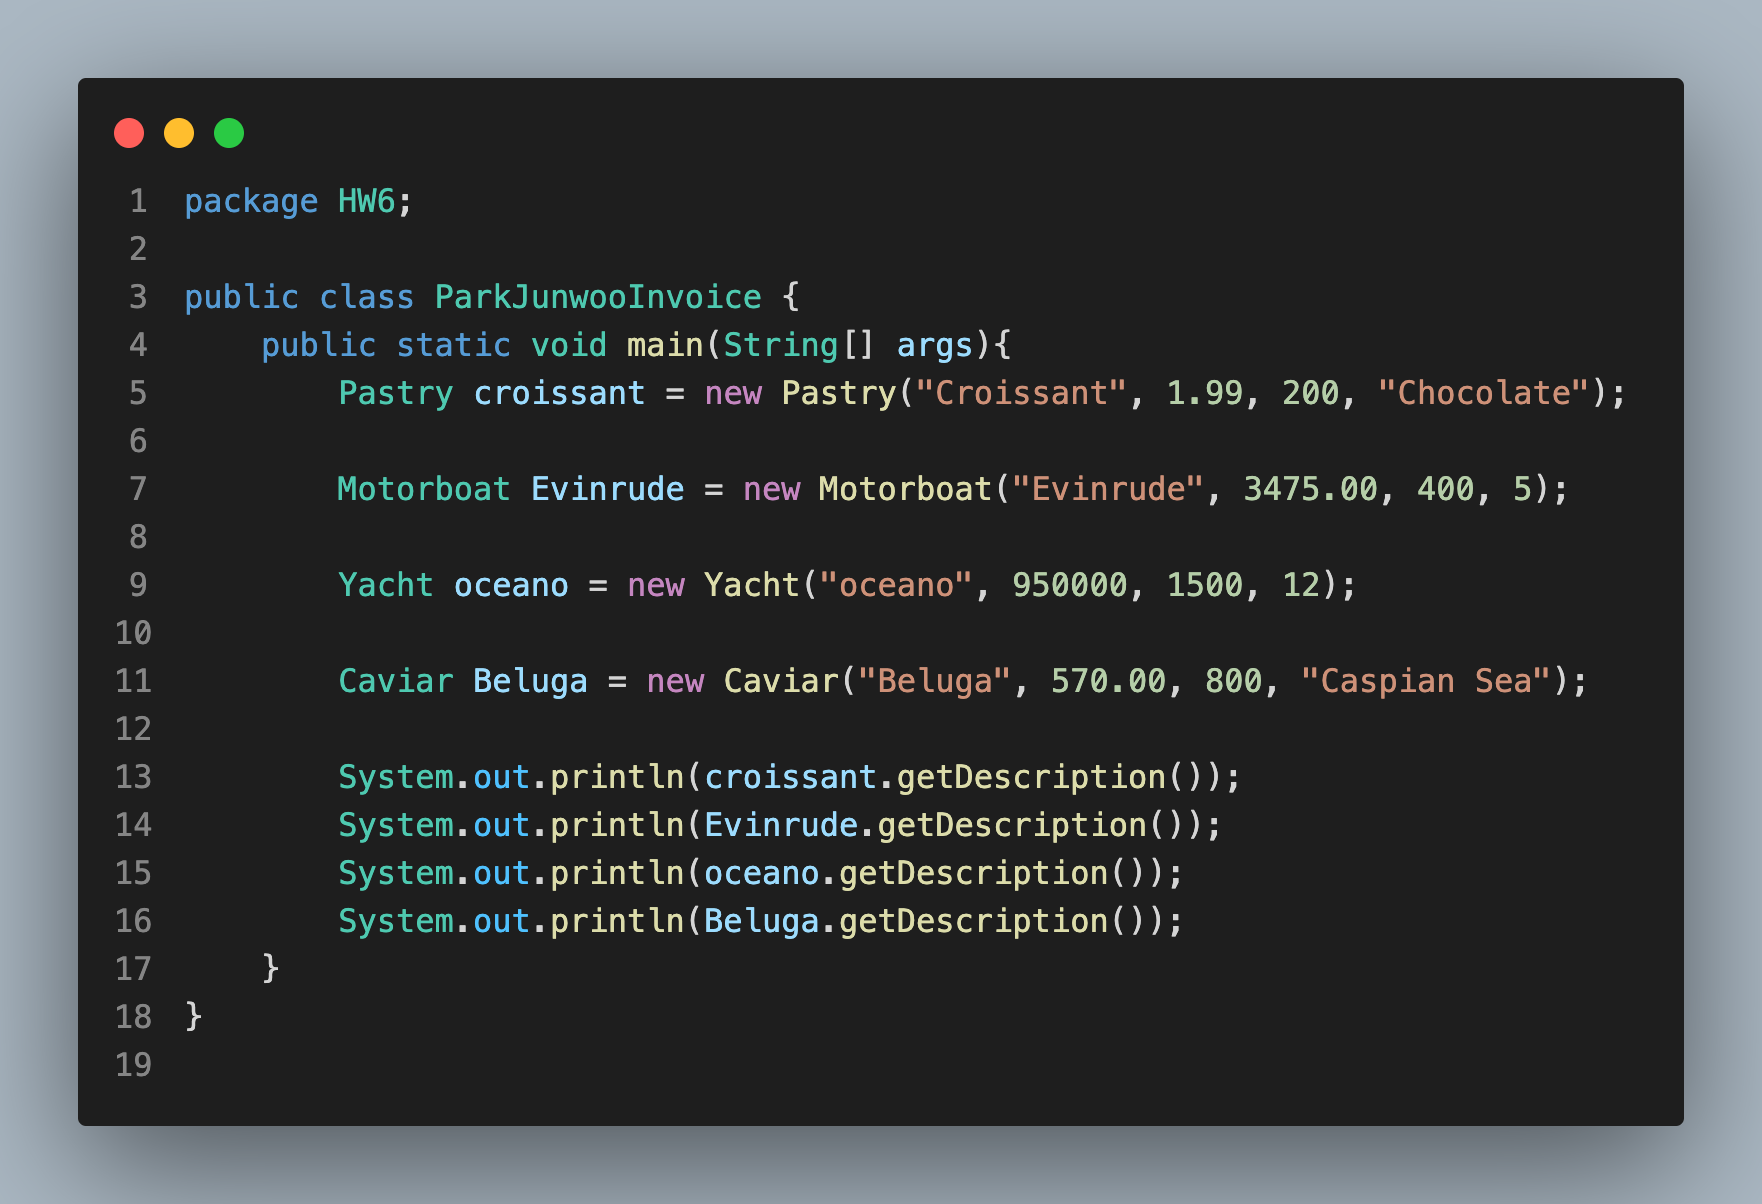 1 package HW6;
2
3 public class ParkJunwooInvoice {
4     public static void main(String[] args){
5         Pastry croissant = new Pastry("Croissant", 1.99, 200, "Chocolate");
6
7         Motorboat Evinrude = new Motorboat("Evinrude", 3475.00, 400, 5);
8
9         Yacht oceano = new Yacht("oceano", 950000, 1500, 12);
10
11         Caviar Beluga = new Caviar("Beluga", 570.00, 800, "Caspian Sea");
12
13         System.out.println(croissant.getDescription());
14         System.out.println(Evinrude.getDescription());
15         System.out.println(oceano.getDescription());
16         System.out.println(Beluga.getDescription());
17     }
18 }
19